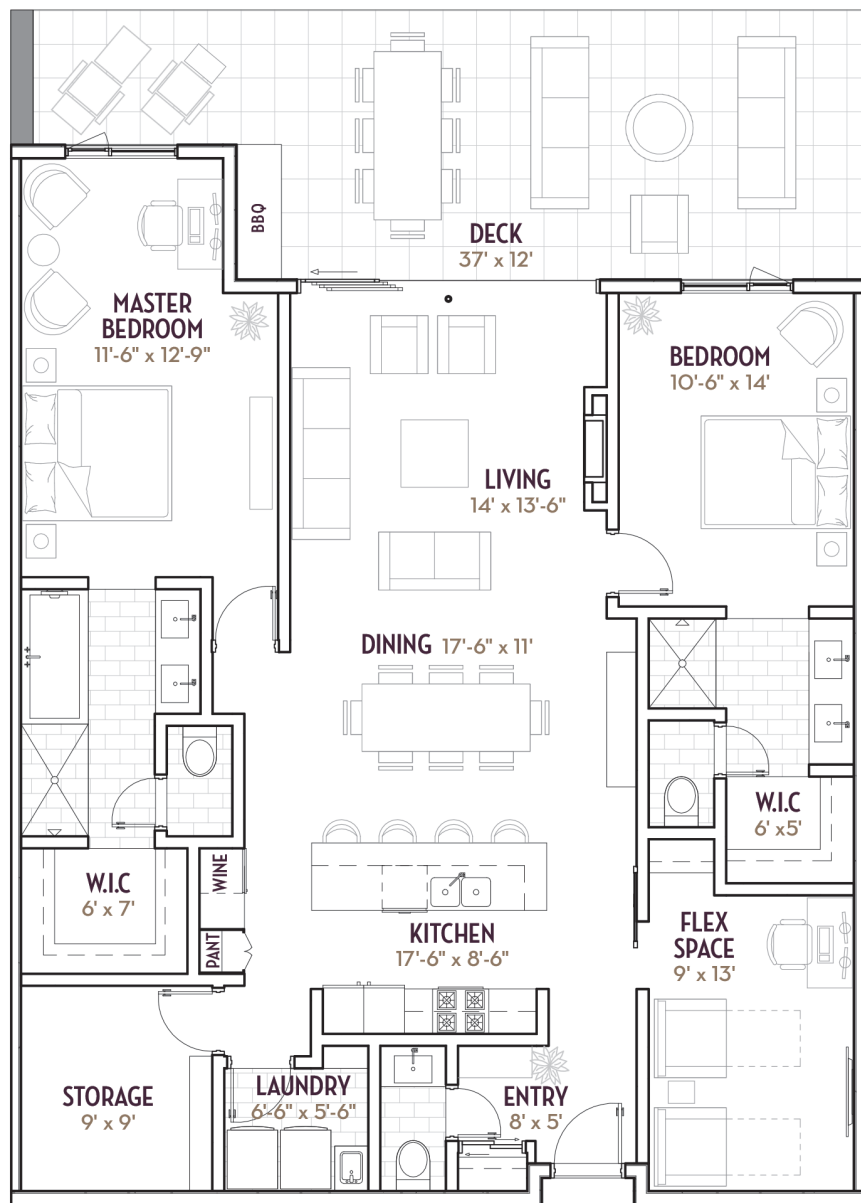 BBQ
DECK
37' x 12'
MASTER
BEDROOM
11'-6" x 12'-9"
BEDROOM
10'-6" x 14'
LIVING
14' x 13'-6"
DINING 17'-6" x 11'
W.I.C
6' x5'
W.I.C
6' x 7'
WINE
PANT
KITCHEN
17'-6" x 8'-6"
FLEX
SPACE
9' x 13'
STORAGE
9' x 9'
LAUNDRY
6'-6" x 5'-6"
ENTRY
8' x 5'